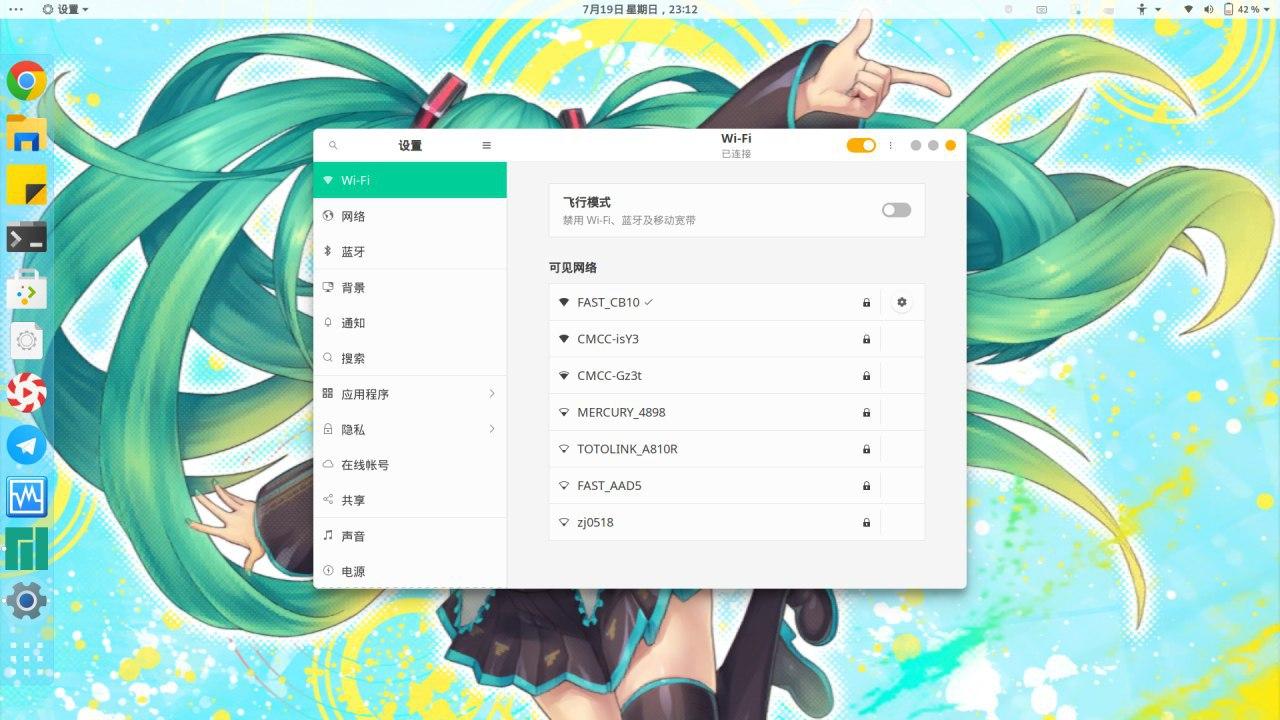 设置
7月19日 星期日，23:12
42 %
设置
Wi-Fi
已连接
Wi-Fi
网络
蓝牙
背景
通知
搜索
应用程序
隐私
在线帐号
共享
声音
电源
飞行模式
禁用 Wi-Fi、蓝牙及移动宽带
可见网络
FAST_CB10
CMCC-isY3
CMCC-Gz3t
MERCURY_4898
TOTOLINK_A810R
FAST_AAD5
zj0518